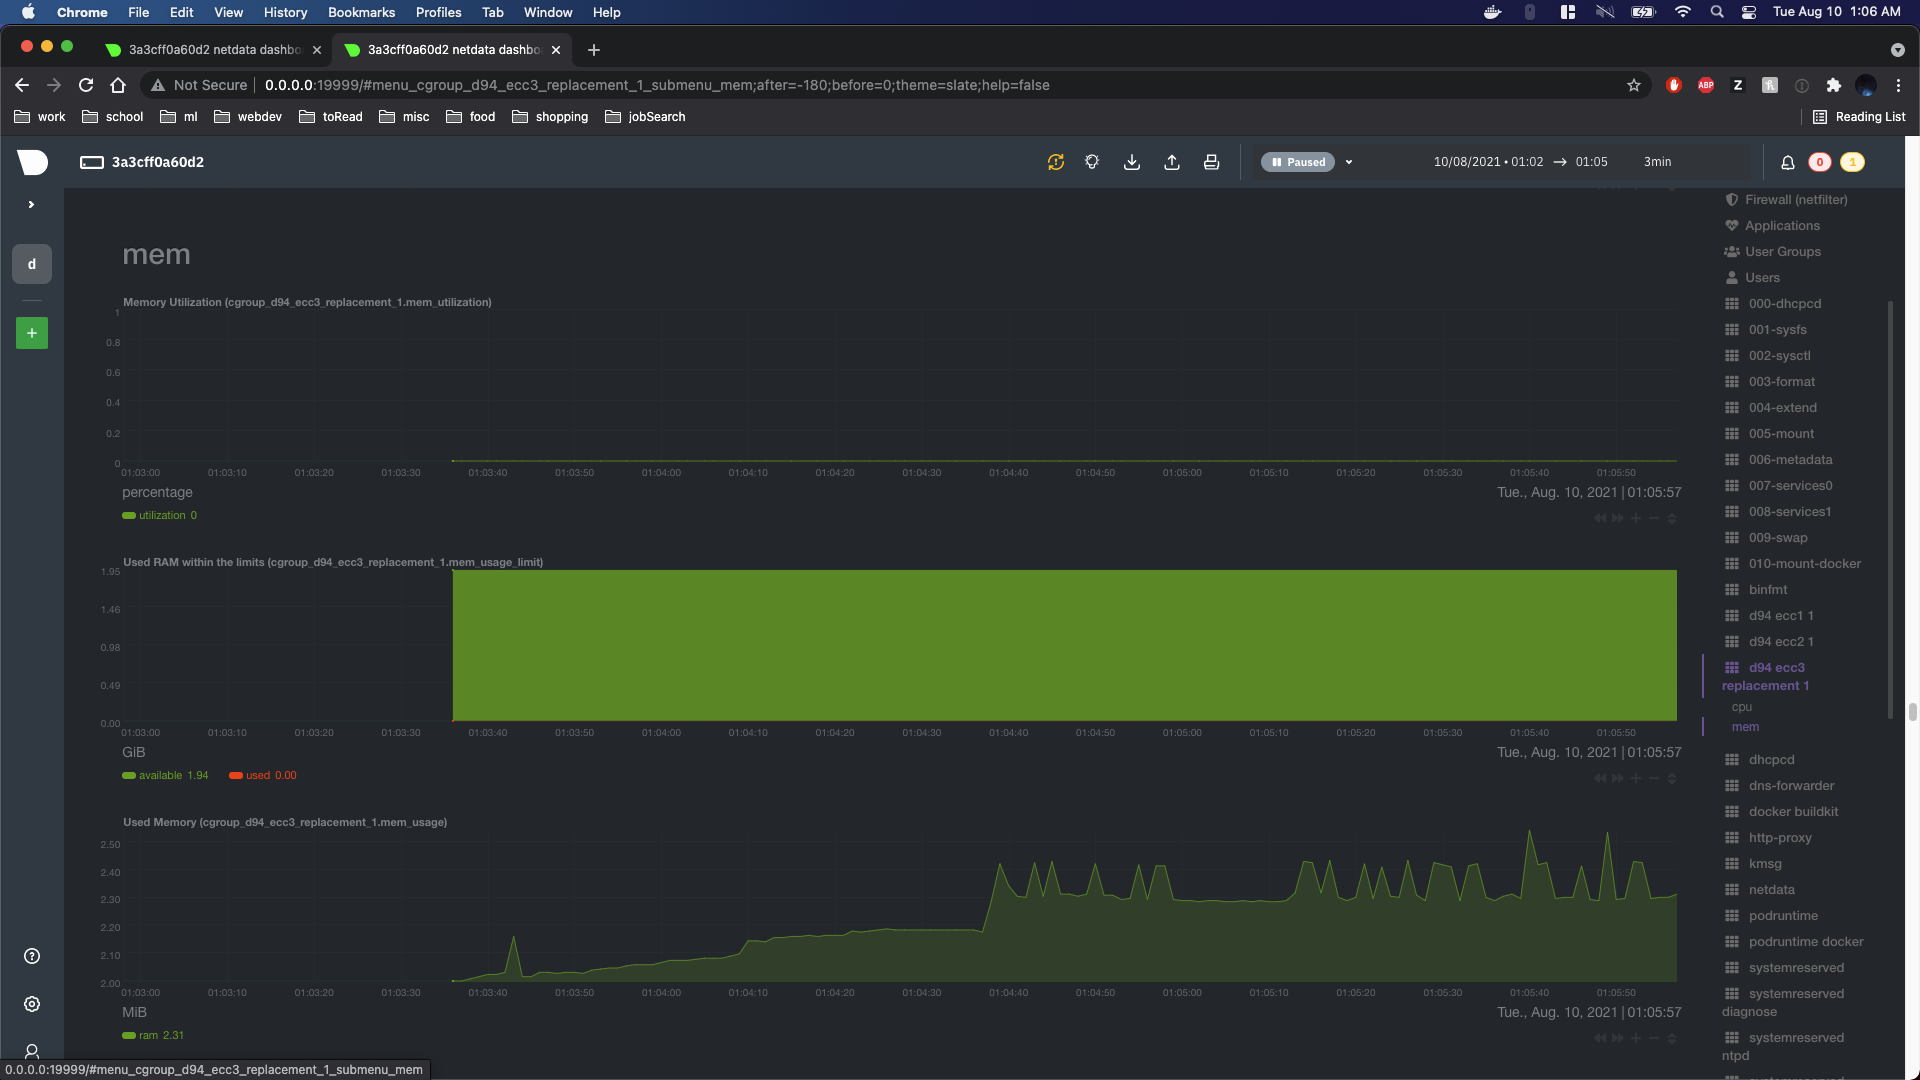 Chrome File Edit View History Bookmarks Profiles Tab Window Help Tue Aug 10 1:06 AM
3a3cff0a60d2 netdata dashbo 3a3cff0a60d2 netdata dashbo
Not Secure 0.0.0.0:19999/#menu_cgroup_d94_ecc3_replacement_1_submenu_mem;after=-180;before=0;theme=slate;help=false ABP Z
work school ml webdev toRead misc food shopping jobSearch Reading List
3a3cff0a60d2 Paused 10/08/2021 • 01:02 → 01:05 3min 0 1
d
+
mem
Memory Utilization (cgroup_d94_ecc3_replacement_1.mem_utilization)
1
0.8
0.6
0.4
0.2
0
01:03:00 01:03:10 01:03:20 01:03:30 01:03:40 01:03:50 01:04:00 01:04:10 01:04:20 01:04:30 01:04:40 01:04:50 01:05:00 01:05:10 01:05:20 01:05:30 01:05:40 01:05:50
percentage Tue., Aug. 10, 2021 | 01:05:57
utilization 0
Used RAM within the limits (cgroup_d94_ecc3_replacement_1.mem_usage_limit)
1.95
1.46
0.98
0.49
0.00
01:03:00 01:03:10 01:03:20 01:03:30 01:03:40 01:03:50 01:04:00 01:04:10 01:04:20 01:04:30 01:04:40 01:04:50 01:05:00 01:05:10 01:05:20 01:05:30 01:05:40 01:05:50
GiB Tue., Aug. 10, 2021 | 01:05:57
available 1.94 used 0.00
Used Memory (cgroup_d94_ecc3_replacement_1.mem_usage)
2.50
2.40
2.30
2.20
2.10
2.00
01:03:00 01:03:10 01:03:20 01:03:30 01:03:40 01:03:50 01:04:00 01:04:10 01:04:20 01:04:30 01:04:40 01:04:50 01:05:00 01:05:10 01:05:20 01:05:30 01:05:40 01:05:50
MiB Tue., Aug. 10, 2021 | 01:05:57
ram 2.31
Firewall (netfilter)
Applications
User Groups
Users
000-dhcpcd
001-sysfs
002-sysctl
003-format
004-extend
005-mount
006-metadata
007-services0
008-services1
009-swap
010-mount-docker
binfmt
d94 ecc1 1
d94 ecc2 1
d94 ecc3
replacement 1
cpu
mem
dhcpcd
dns-forwarder
docker buildkit
http-proxy
kmsg
netdata
podruntime
podruntime docker
systemreserved
systemreserved
diagnose
systemreserved
ntpd
0.0.0.0:19999/#menu_cgroup_d94_ecc3_replacement_1_submenu_mem